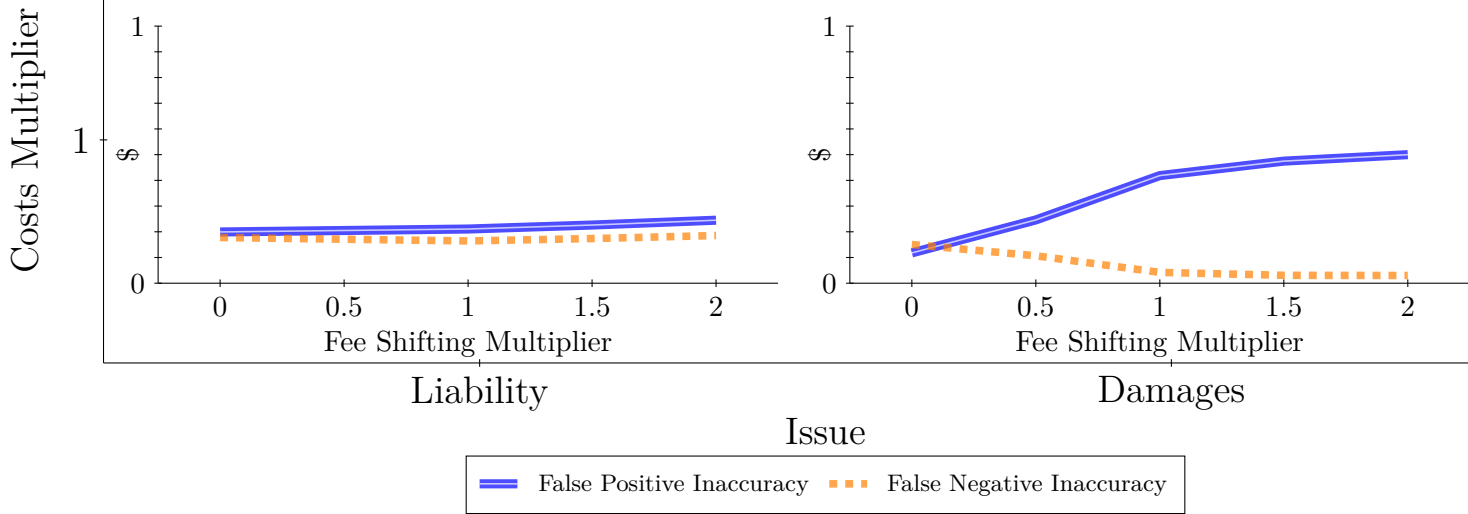 Costs Multiplier
1
1
$
0
0 0.5 1 1.5 2
Fee Shifting Multiplier
1
$
0
0 0.5 1 1.5 2
Fee Shifting Multiplier
Liability
Damages
Issue
False Positive Inaccuracy
False Negative Inaccuracy